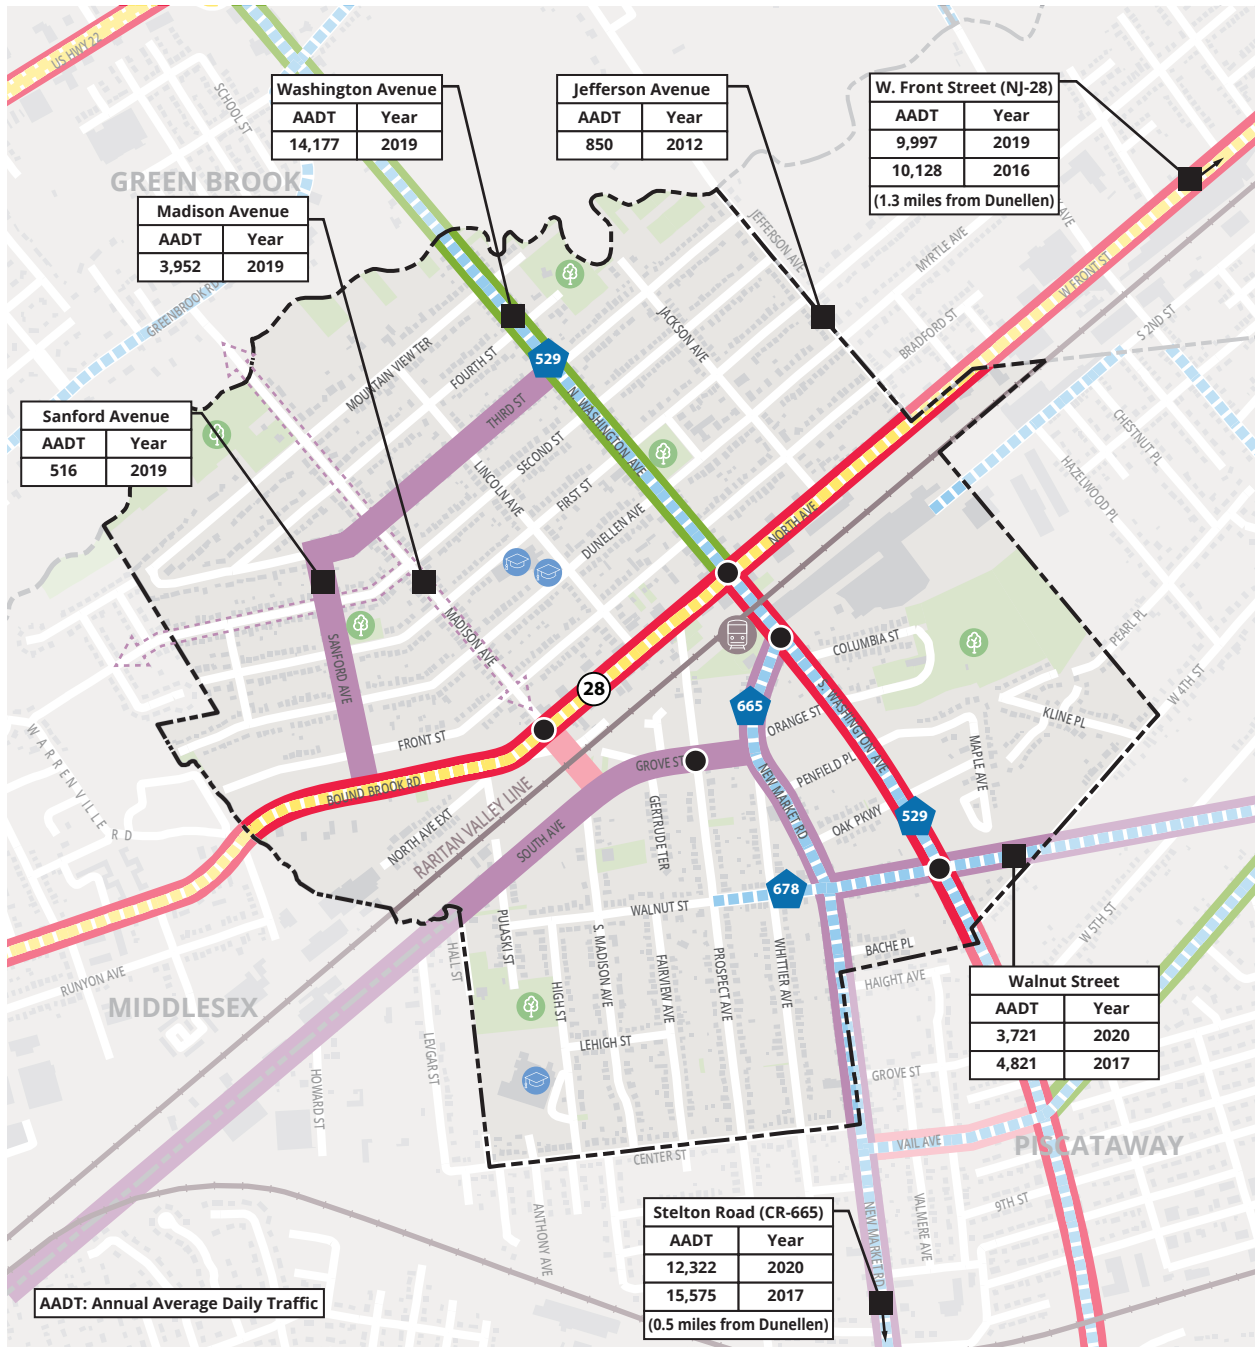 US HWY 22
SCHOOL ST
GREEN BROOK
Washington Avenue
AADT Year
14,177 2019
Jefferson Avenue
AADT Year
850 2012
W. Front Street (NJ-28)
AADT Year
9,997 2019
10,128 2016
(1.3 miles from Dunellen)
Madison Avenue
AADT Year
3,952 2019
JEFFERSON AVE
MYRTLE AVE
AVE
W FRONT ST
GREENBROOK RD
JACKSON AVE
BRADFORD ST
S 2ND ST
MOUNTAIN VIEW TER
FOURTH ST
529
THIRD ST
N. WASHINGTON AVE
Sanford Avenue
AADT Year
516 2019
SECOND ST
LINCOLN AVE
FIRST ST
DUNELLEN AVE
NORTH AVE
CHESTNUT PL
HAZELWOOD PL
MADISON AVE
SANFORD AVE
COLUMBIA ST
PEARL PL
W 4TH ST
28
665
S. WASHINGTON AVE
ORANGE ST
KLINE PL
WARRENVILLE RD
FRONT ST
GROVE ST
PENFIELD PL
MAPLE AVE
BOUND BROOK RD
RARITAN VALLEY LINE
NEW MARKET RD
NORTH AVE EXT
SOUTH AVE
GERTRUDE TER
OAK PKWY
529
678
WALNUT ST
W 5TH ST
PULASKI ST
S. MADISON AVE
FAIRVIEW AVE
PROSPECT AVE
WHITTIER AVE
BACHE PL
HAIGHT AVE
HALL ST
RUNYON AVE
MIDDLESEX
HIGH ST
LEHIGH ST
Walnut Street
AADT Year
3,721 2020
4,821 2017
LEVGAR ST
HOWARD ST
GROVE ST
VAIL AVE
PISCATAWAY
CENTER ST
9TH ST
ANTHONY AVE
NEW MARKET RD
VALMERE AVE
Stelton Road (CR-665)
AADT Year
12,322 2020
15,575 2017
(0.5 miles from Dunellen)
AADT: Annual Average Daily Traffic